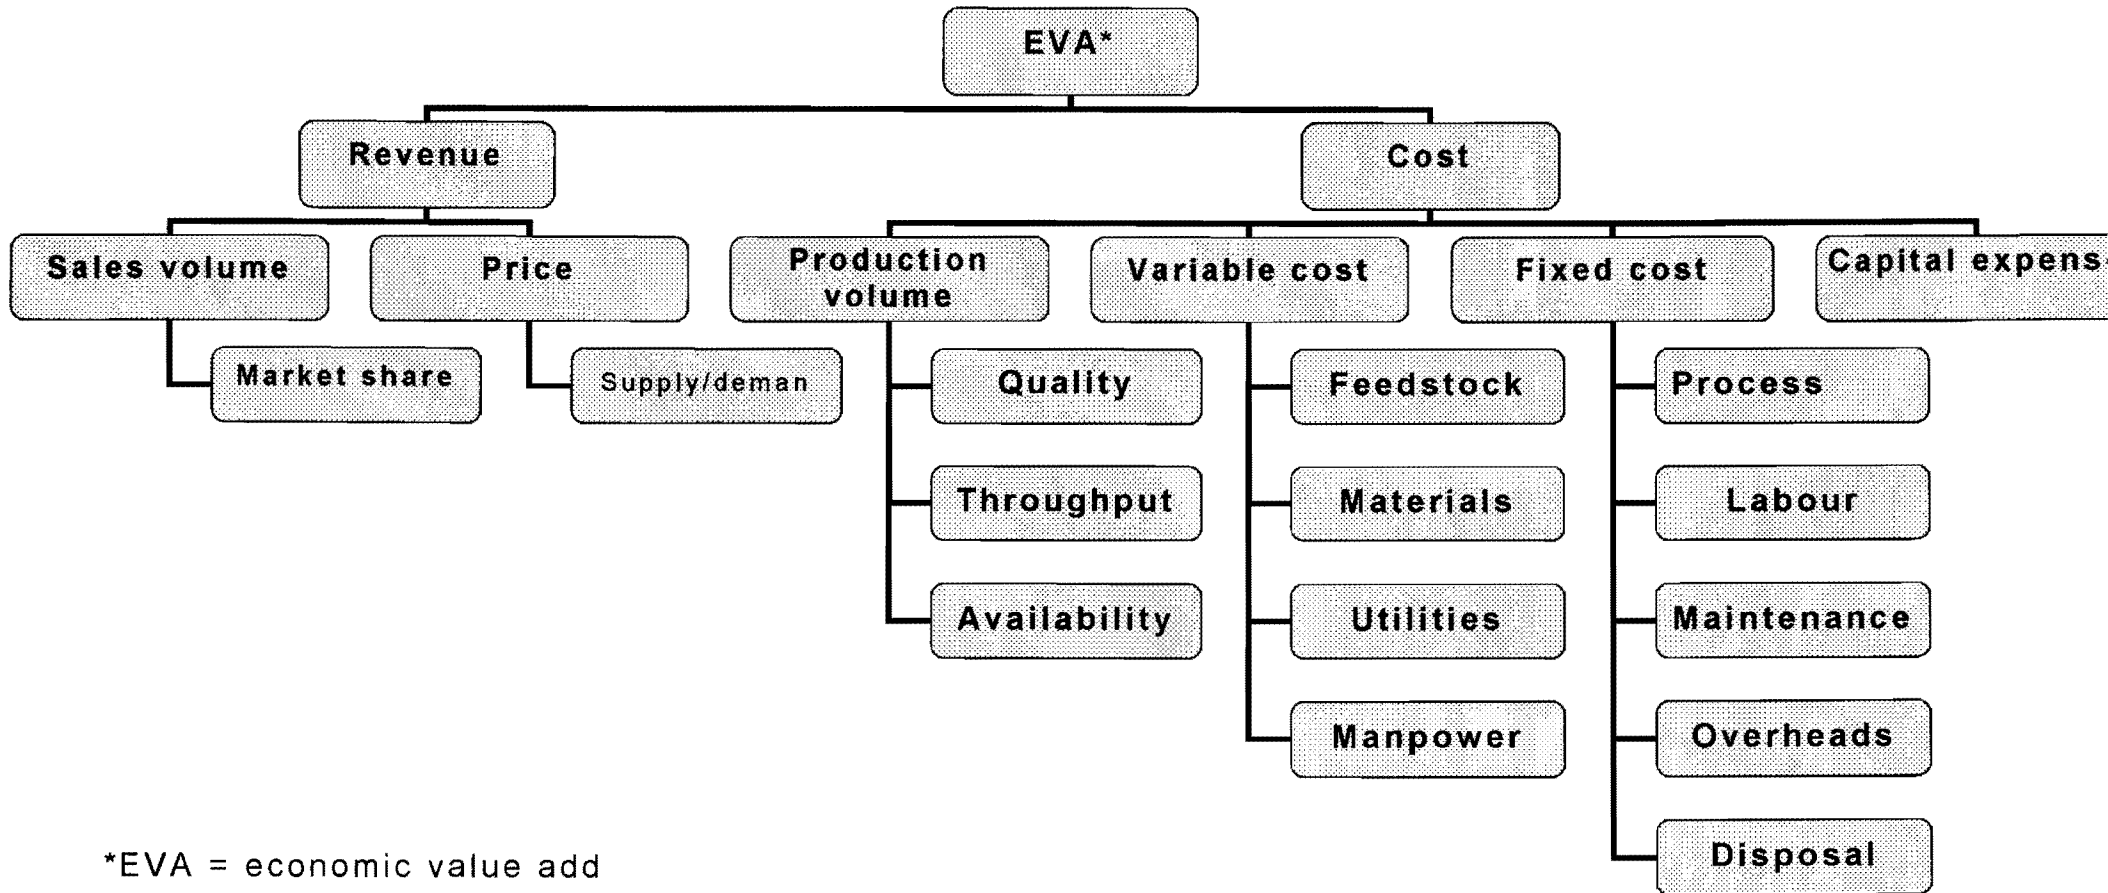 EVA*
Revenue
Cost
Sales volume
Price
Production
volume
Variable cost
Fixed cost
Capital expens
Market share
Supply/deman
Quality
Feedstock
Process
Throughput
Materials
Labour
Availability
Utilities
Maintenance
Manpower
Overheads
Disposal
*EVA = economic value add